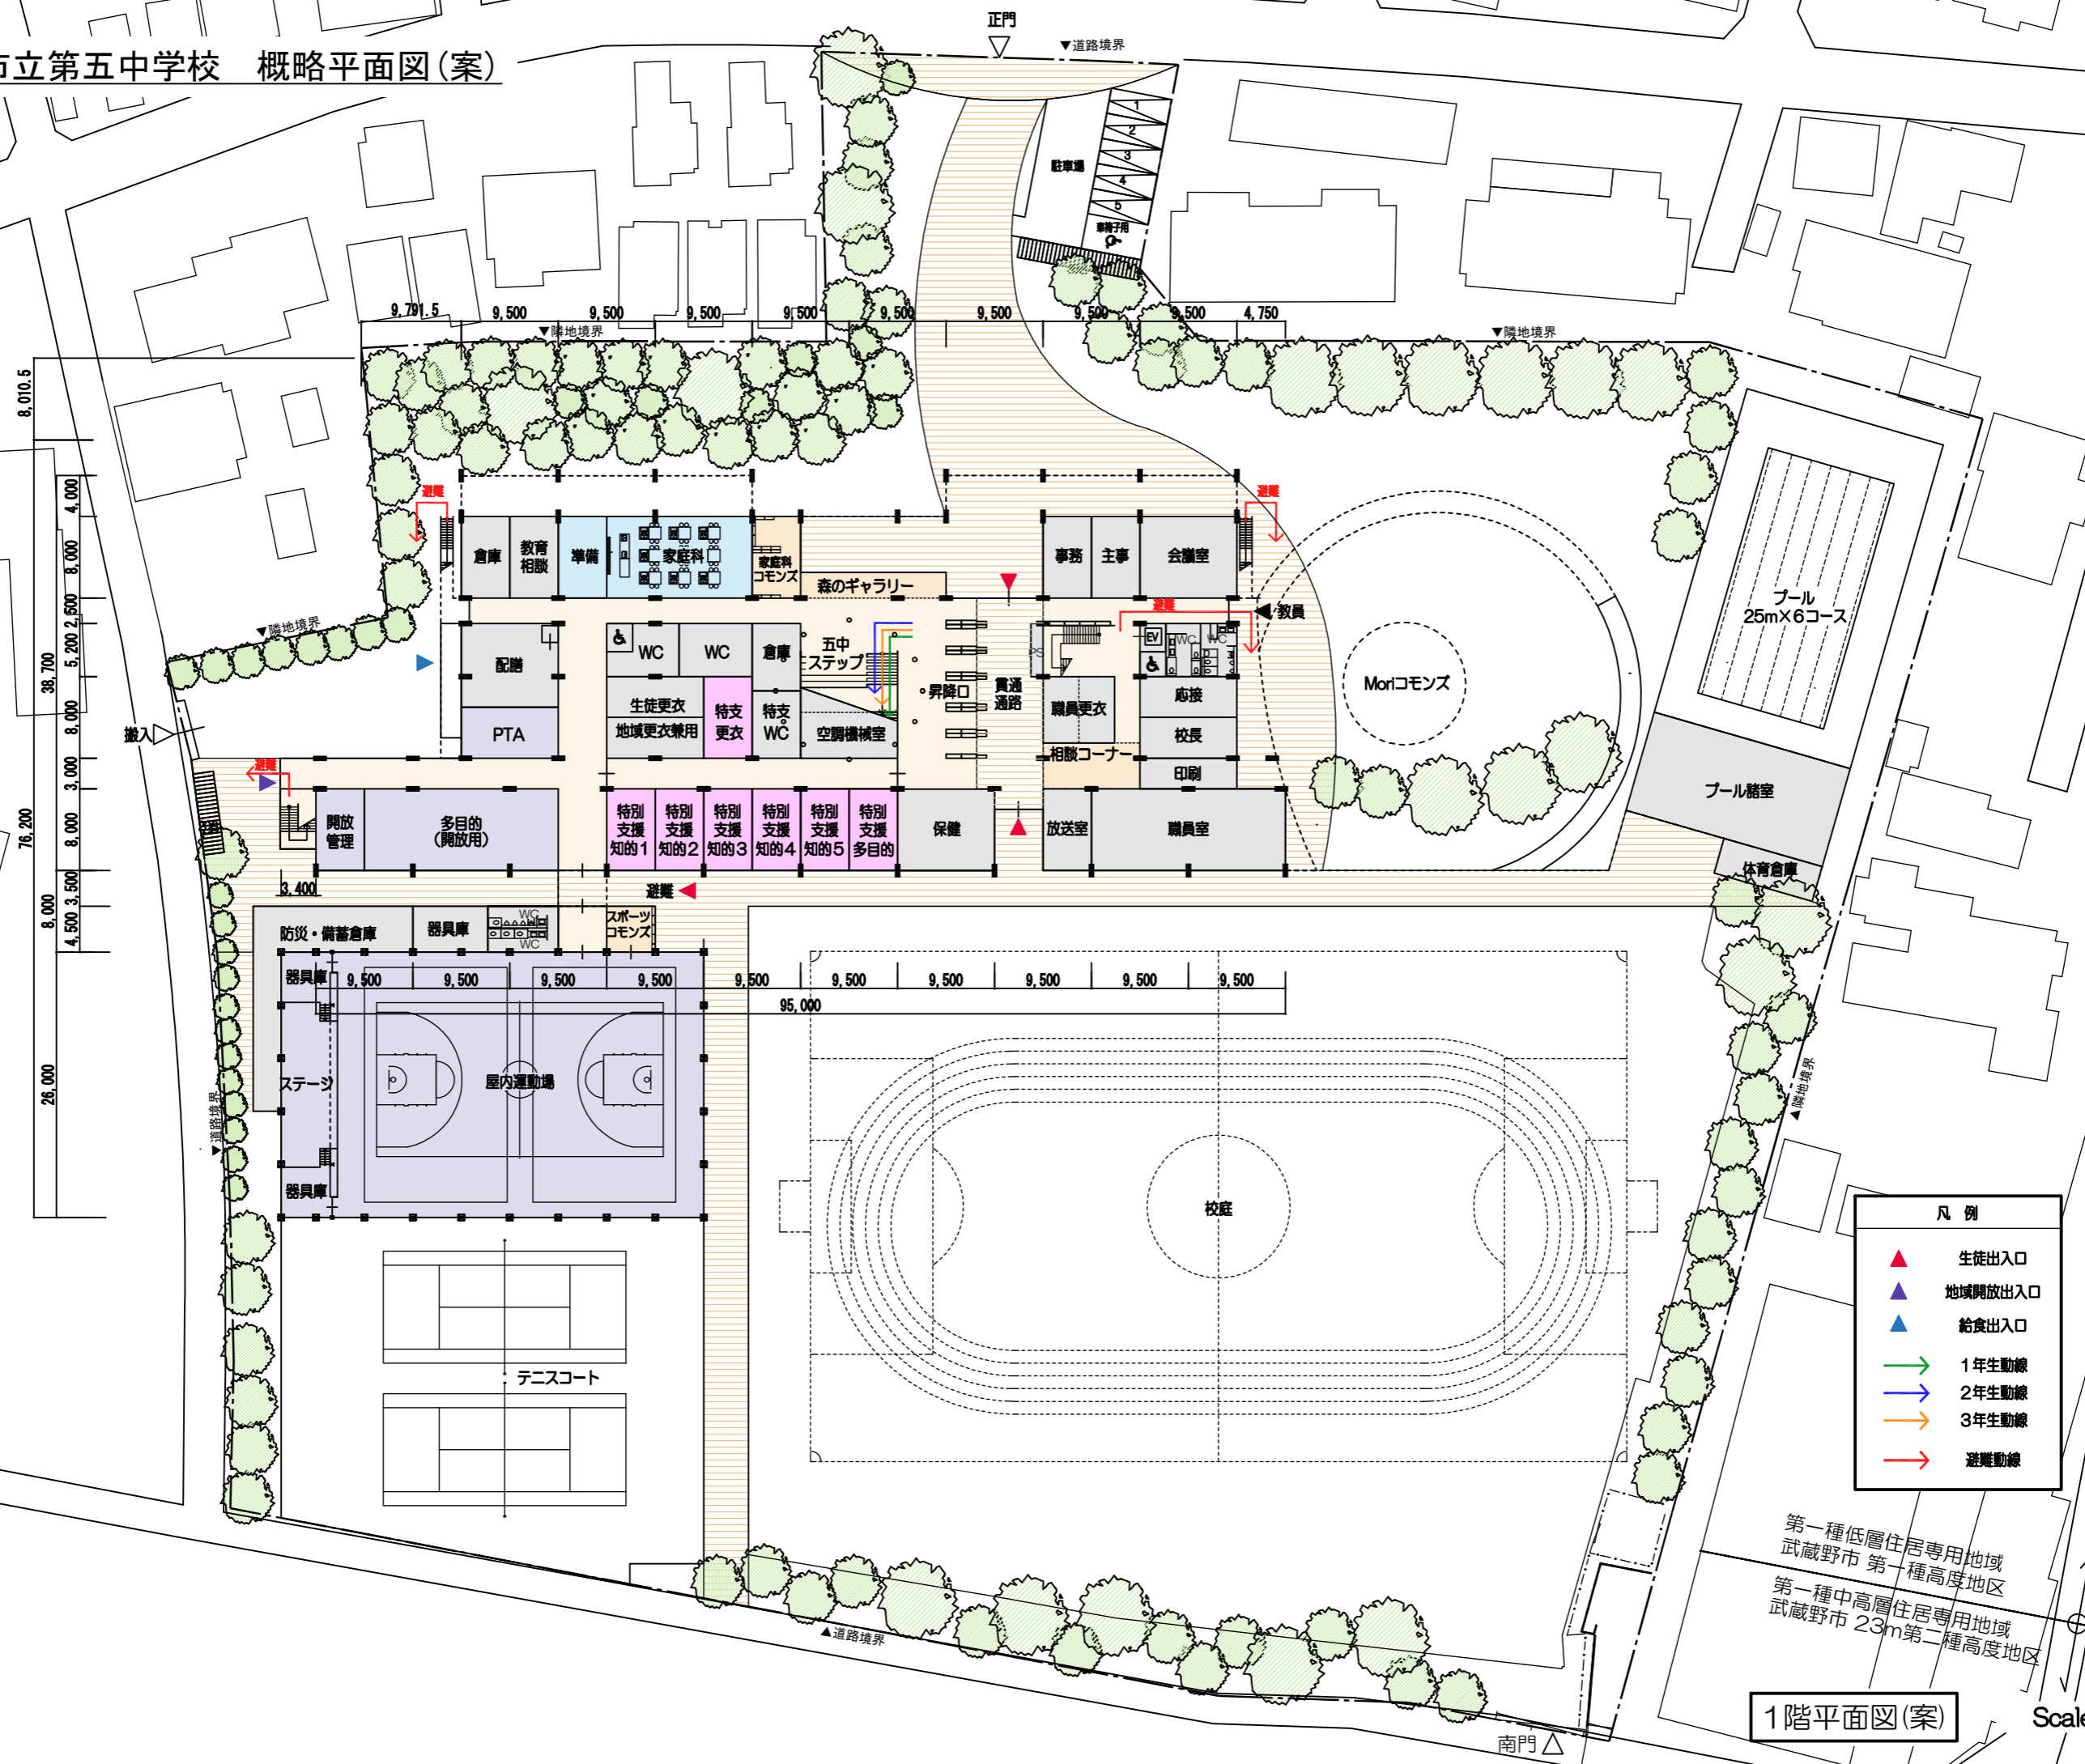 市立第五中学校　概略平面図(案)
正門
▼道路境界
1
2
3
4
5
駐車場
車椅子用
9,791.5
9,500
9,500
9,500
9,500
9,500
9,500
9,500
9,500
4,750
▼隣地境界
▼隣地境界
8,010.5
4,000
8,000
2,500
5,200
8,000
3,000
8,000
3,500
4,500
38,700
76,200
8,000
26,000
避難
避難
倉庫
教育
相談
準備
家庭科
家庭科
コモンズ
森のギャラリー
事務
主事
会議室
プール
25m×6コース
避難
教員
▼隣地境界
配膳
WC
WC
倉庫
五中
ステップ
昇降口
貫通
通路
PS
EV
WC
WC
Moriコモンズ
生徒更衣
地域更衣兼用
特支
更衣
特支
WC
空調機械室
職員更衣
応接
校長
搬入
PTA
相談コーナー
印刷
プール諸室
避難
開放
管理
多目的
(開放用)
特別
支援
知的1
特別
支援
知的2
特別
支援
知的3
特別
支援
知的4
特別
支援
知的5
特別
支援
多目的
保健
放送室
職員室
体育倉庫
3,400
避難
防災・備蓄倉庫
器具庫
WC
WC
スポーツ
コモンズ
器具庫
9,500
9,500
9,500
9,500
9,500
9,500
9,500
9,500
9,500
9,500
95,000
ステージ
屋内運動場
▼道路境界
▲隣地境界
器具庫
校庭
テニスコート
凡 例
生徒出入口
地域開放出入口
給食出入口
1年生動線
2年生動線
3年生動線
避難動線
第一種低層住居専用地域
武蔵野市 第一種高度地区
第一種中高層住居専用地域
武蔵野市 23m第二種高度地区
▲道路境界
1階平面図(案)
Scale
南門